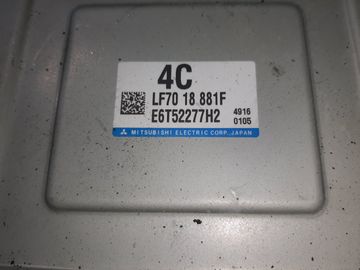 4C
LF70 18 881F
E6T52277H2
4916
0105
MITSUBISHI ELECTRIC CORP., JAPAN